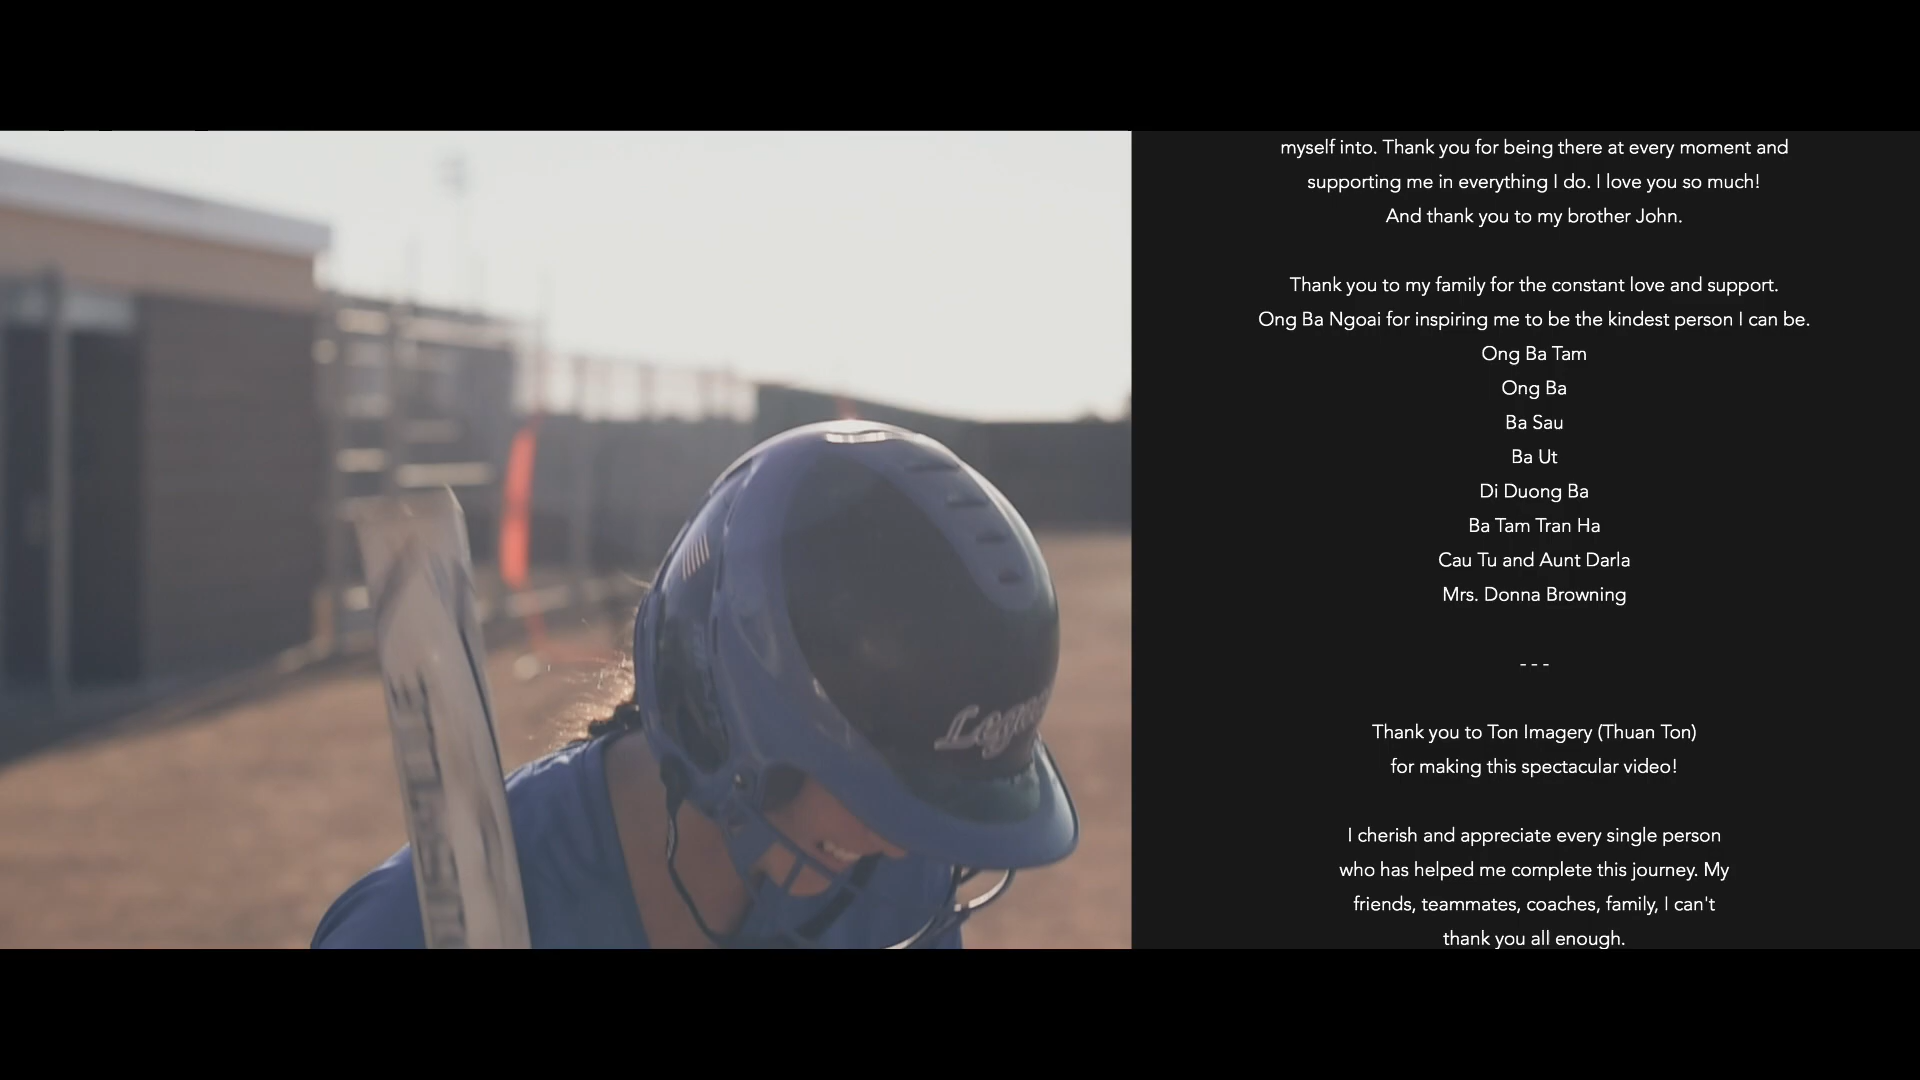 myself into. Thank you for being there at every moment and
supporting me in everything I do. I love you so much!
And thank you to my brother John.
Thank you to my family for the constant love and support.
Ong Ba Ngoai for inspiring me to be the kindest person I can be.
Ong Ba Tam
Ong Ba
Ba Sau
Ba Ut
Di Duong Ba
Ba Tam Tran Ha
Cau Tu and Aunt Darla
Mrs. Donna Browning
- - -
Thank you to Ton Imagery (Thuan Ton)
for making this spectacular video!
I cherish and appreciate every single person
who has helped me complete this journey. My
friends, teammates, coaches, family, I can't
thank you all enough.